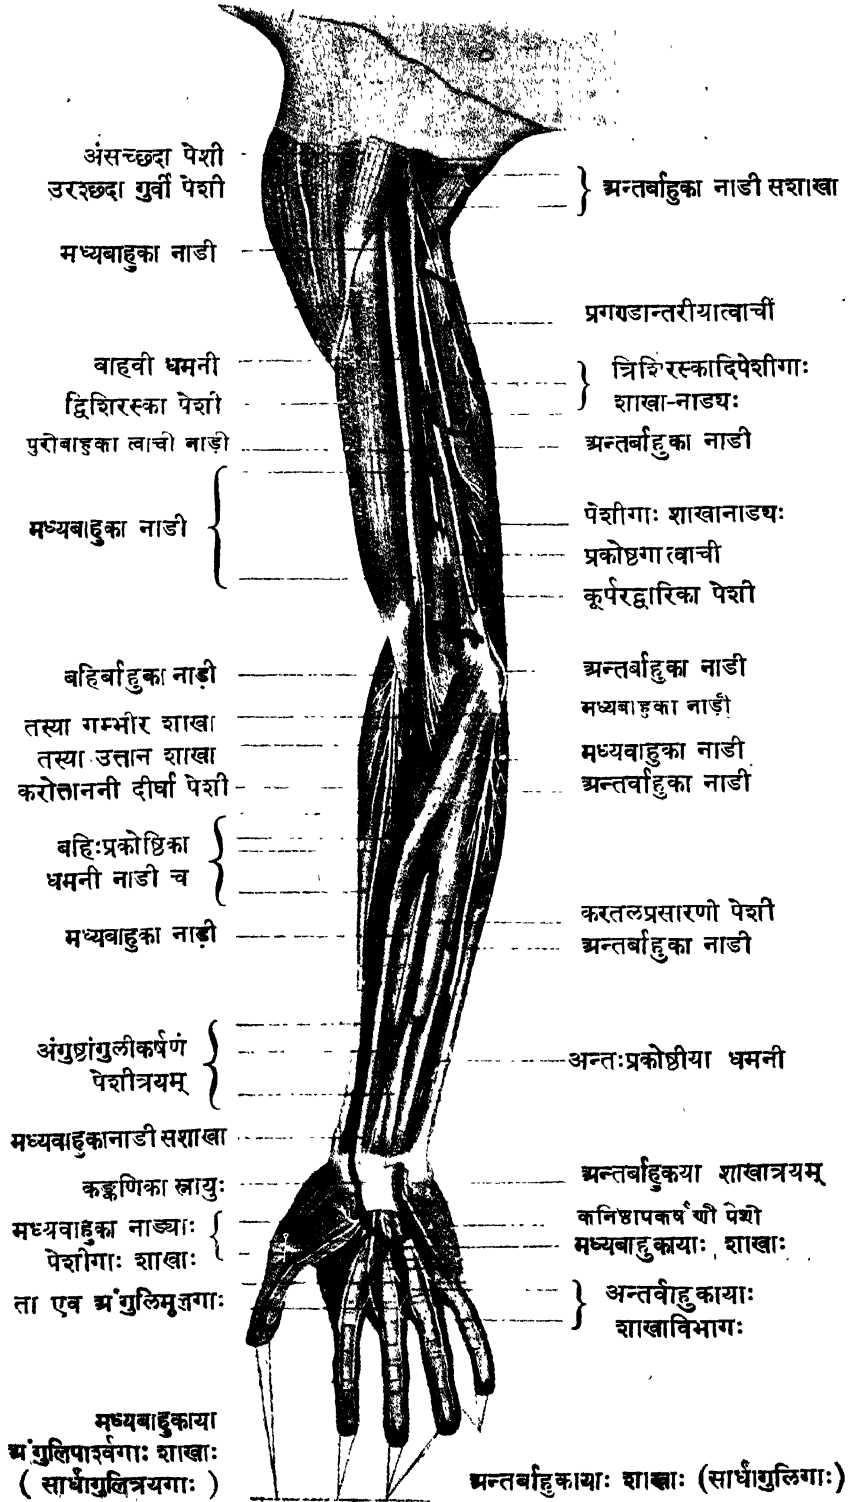 अंसच्छदा पेशी
उरश्छदा गुर्वी पेशी
मध्यबाहुका नाडी
बाहवी धमनी
द्विशिरस्का पेशी
पुरोबाहुका त्वाची नाड़ी
मध्यबाहुका नाडी
बहिर्बाहुका नाड़ी
तस्या गम्भीर शाखा
तस्या उत्तान शाखा
करोत्ताननी दीर्घा पेशी
बहिःप्रकोष्ठिका
धमनी नाडी च
मध्यबाहुका नाड़ी
अंगुष्ठांगुलीकर्षणं
पेशीत्रयम्
मध्यवाहुकानाडी सशाखा
कङ्कणिका स्नायुः
मध्यवाहुका नाड्याः
पेशीगाः शाखाः
ता एव अंगुलिमूलगाः
मध्यबाहुकाया
अंगुलिपार्श्वगाः शाखाः
( सार्धांगुलित्रयगाः )
अन्तर्बाहुका नाडी सशाखा
प्रगण्डान्तरीयात्वाची
त्रिशिरस्कादिपेशीगाः
शाखा-नाड्यः
अन्तर्बाहुका नाडी
पेशीगाः शाखानाड्यः
प्रकोष्ठगा त्वाची
कूर्परद्वारिका पेशी
अन्तर्बाहुका नाडी
मध्यबाहुका नाड़ी
मध्यवाहुका नाडी
अन्तर्वाहुका नाडी
करतलप्रसारणी पेशी
अन्तर्बाहुका नाडी
अन्तःप्रकोष्ठीया धमनी
अन्तर्बाहुकया शाखात्रयम्
कनिष्ठापकर्षणी पेशी
मध्यबाहुकायाः शाखाः
अन्तर्वाहुकायाः
शाखाविभागः
अन्तर्बाहुकायाः शाखाः (सार्धांगुलिगाः)